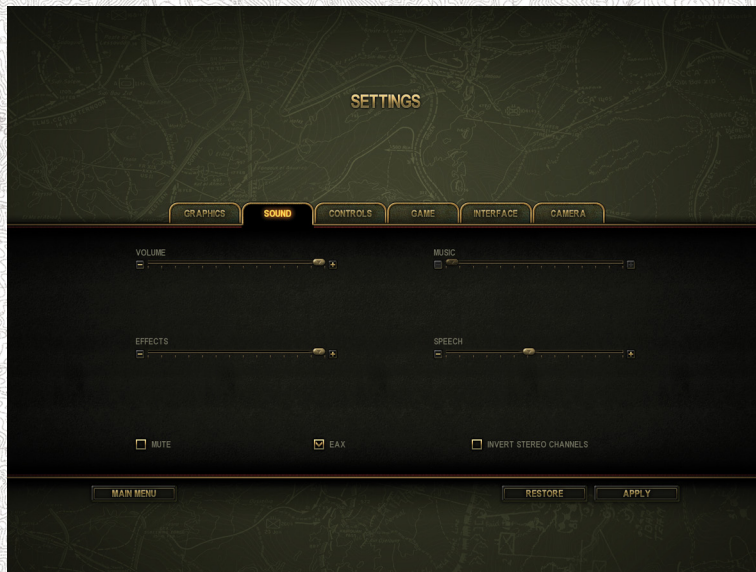 SETTINGS
GRAPHICS SOUND CONTROLS GAME INTERFACE CAMERA
VOLUME MUSIC
EFFECTS SPEECH
MUTE EAX INVERT STEREO CHANNELS
MAIN MENU RESTORE APPLY